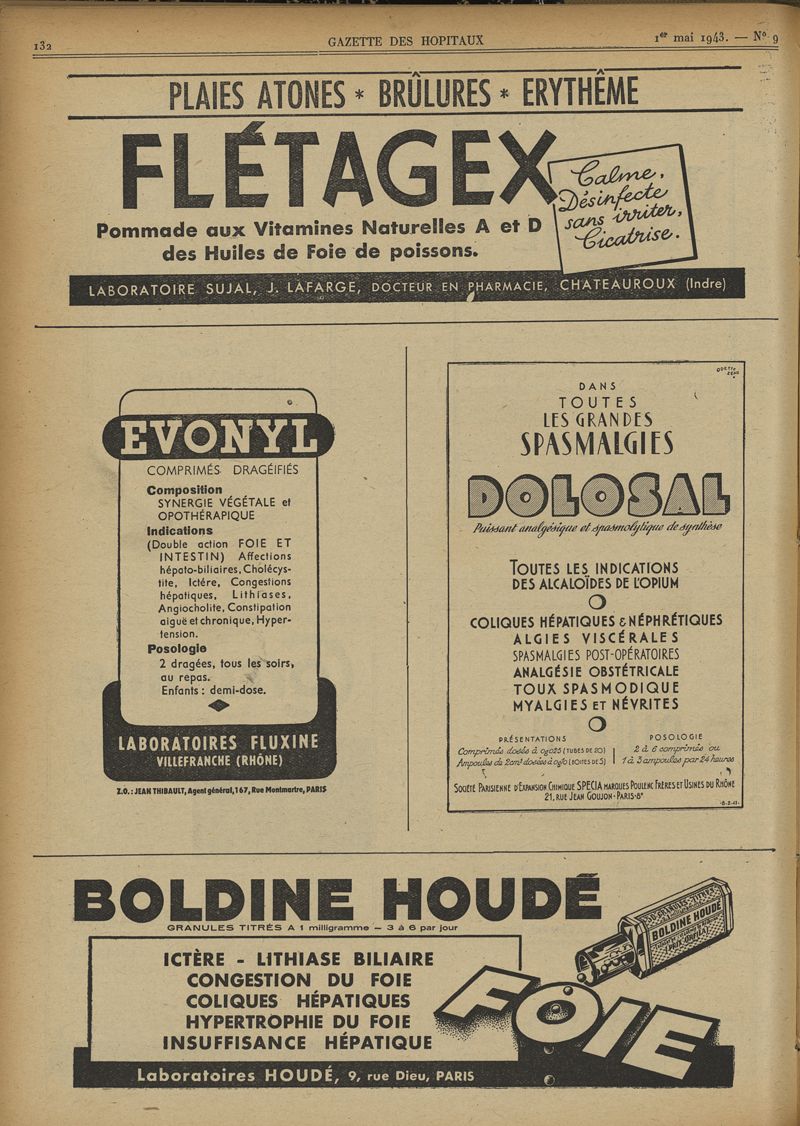 132
GAZETTE DES HOPITAUX
1er mai 1943. — No 9
PLAIES ATONES * BRÛLURES * ERYTHÊME
FLÉTAGEX
Pommade aux Vitamines Naturelles A et D
des Huiles de Foie de poissons.
Calme,
Désinfecte
sans irriter,
Cicatrise.
LABORATOIRE SUJAL, J. LAFARGE, DOCTEUR EN PHARMACIE, CHATEAUROUX (Indre)
EVONYL
COMPRIMÉS DRAGÉIFIÉS
Composition
SYNERGIE VÉGÉTALE et
OPOTHÉRAPIQUE
Indications
(Double action FOIE ET
INTESTIN) Affections
hépato-biliaires, Cholécys-
tite, Ictére, Congestions
hépatiques, Lithiases,
Angiocholite, Constipation
aiguë et chronique, Hyper-
tension.
Posologie
2 dragées, tous les soirs,
au repas.
Enfants : demi-dose.
LABORATOIRES FLUXINE
VILLEFRANCHE (RHÔNE)
Z.O. : JEAN THIBAULT, Agent général, 167, Rue Montmartre, PARIS
DANS
TOUTES
LES GRANDES
SPASMALGIES
DOLOSAL
Puissant analgésique et spasmolytique de synthèse
TOUTES LES INDICATIONS
DES ALCALOÏDES DE L'OPIUM
COLIQUES HÉPATIQUES & NÉPHRÉTIQUES
ALGIES VISCÉRALES
SPASMALGIES POST-OPÉRATOIRES
ANALGÉSIE OBSTÉTRICALE
TOUX SPASMODIQUE
MYALGIES ET NÉVRITES
PRÉSENTATIONS
Comprimés dosés à 0g025 (TUBES DE 20)
Ampoules de 2cm3 dosées à 0g10 (BOITES DE 5)
POSOLOGIE
2 à 6 comprimés ou
1 à 3 ampoules par 24 heures
SOCIÉTÉ PARISIENNE D'EXPANSION CHIMIQUE SPECIA MARQUES POULENC FRÈRES ET USINES DU RHÔNE
21, RUE JEAN GOUJON - PARIS-8e
BOLDINE HOUDÉ
GRANULES TITRÉS A 1 milligramme — 3 à 6 par jour
ICTÈRE - LITHIASE BILIAIRE
CONGESTION DU FOIE
COLIQUES HÉPATIQUES
HYPERTROPHIE DU FOIE
INSUFFISANCE HÉPATIQUE
BOLDINE HOUDÉ
FOIE
Laboratoires HOUDÉ, 9, rue Dieu, PARIS